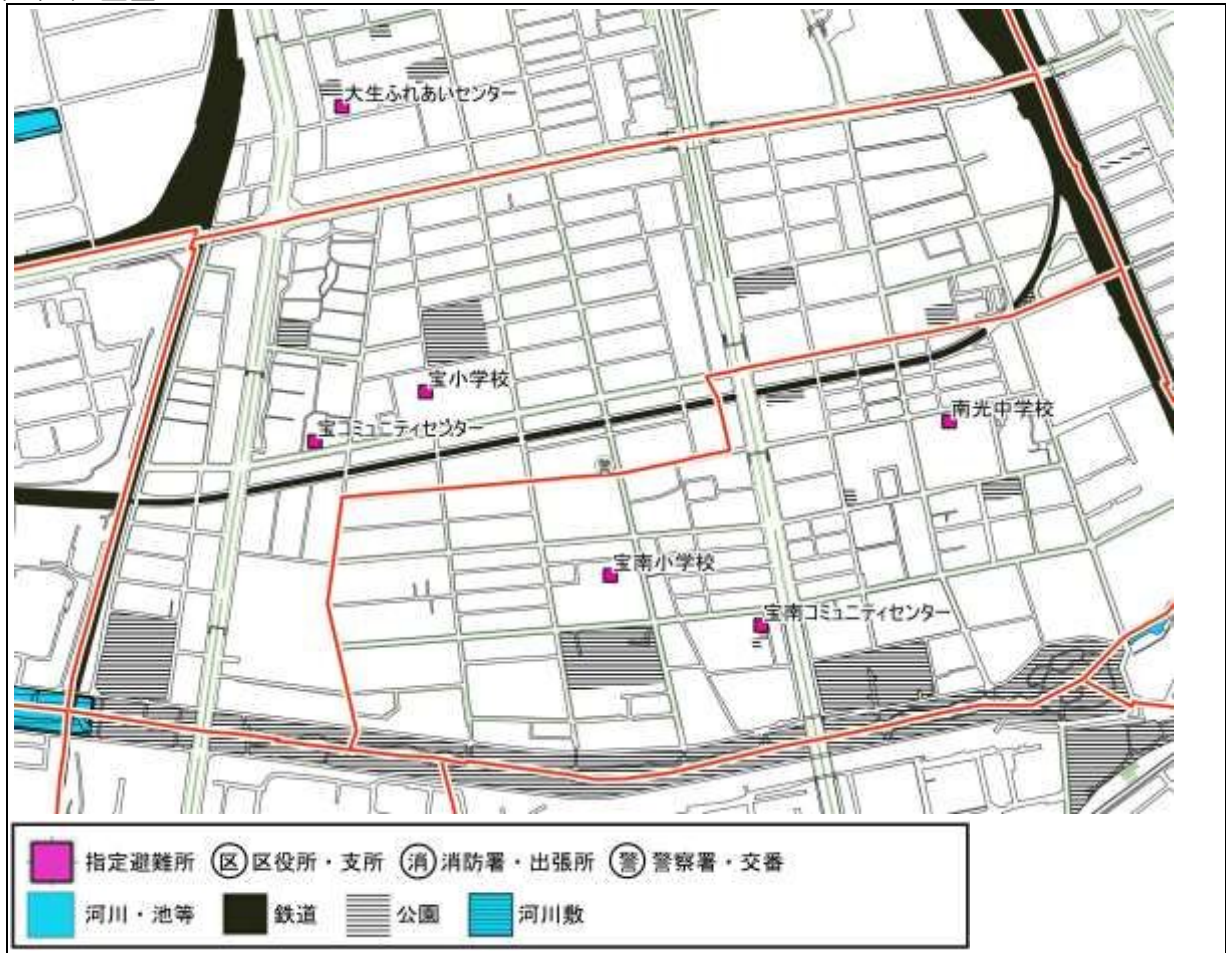 大生ふれあいセンター
宝小学校
宝コミュニティセンター
南光中学校
警
宝南小学校
宝南コミュニティセンター
指定避難所 区 区役所・支所 消 消防署・出張所 警 警察署・交番
河川・池等 鉄道 公園 河川敷